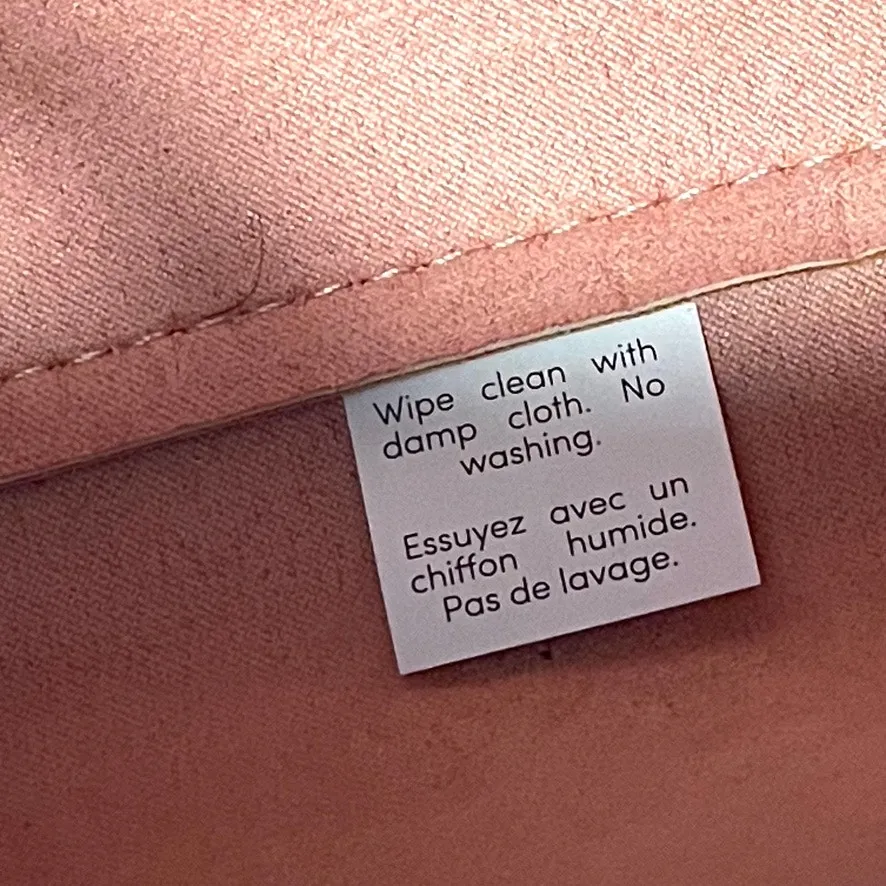 Wipe clean with
damp cloth. No
washing.
Essuyez avec un
chiffon humide.
Pas de lavage.